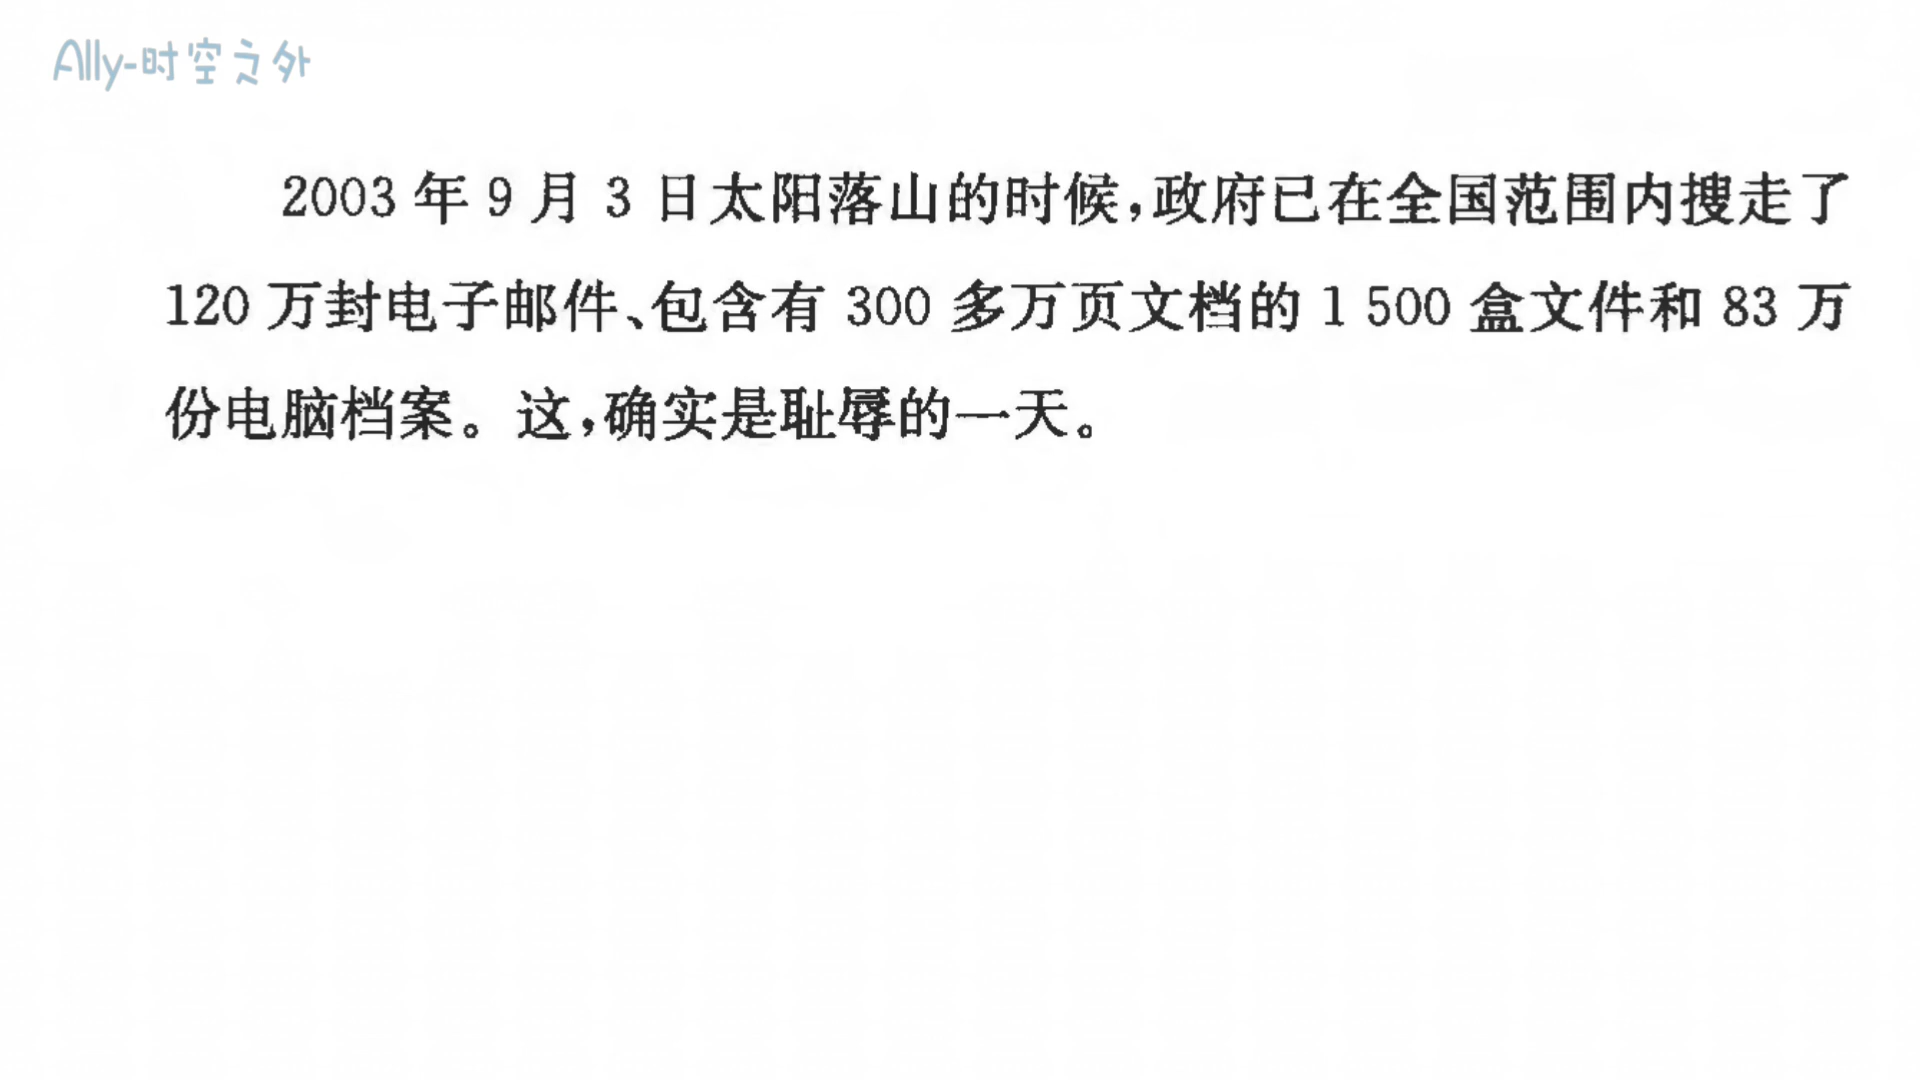 Ally-时空之外
2003 年 9 月 3 日太阳落山的时候,政府已在全国范围内搜走了
120 万封电子邮件、包含有 300 多万页文档的 1 500 盒文件和 83 万
份电脑档案。这,确实是耻辱的一天。